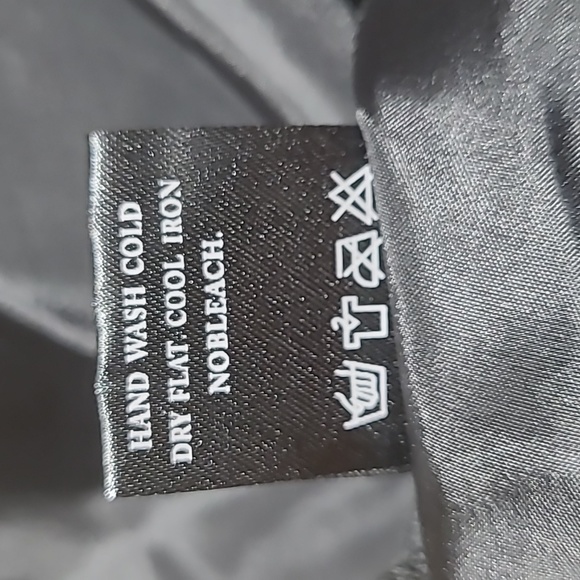 HAND WASH COLD
DRY FLAT COOL IRON
NOBLEACH.